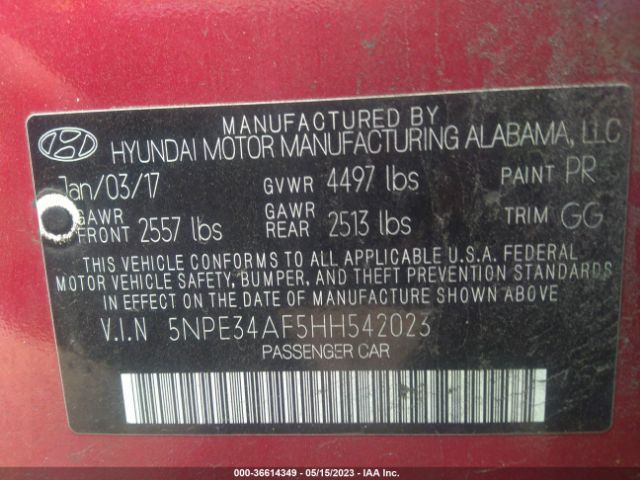 MANUFACTURED BY
HYUNDAI MOTOR MANUFACTURING ALABAMA, LLC
Jan/03/17 GVWR 4497 lbs PAINT PR
GAWR FRONT 2557 lbs GAWR REAR 2513 lbs TRIM GG
THIS VEHICLE CONFORMS TO ALL APPLICABLE U.S.A. FEDERAL
MOTOR VEHICLE SAFETY, BUMPER, AND THEFT PREVENTION STANDARDS
IN EFFECT ON THE DATE OF MANUFACTURE SHOWN ABOVE
V.I.N 5NPE34AF5HH542023
PASSENGER CAR
000-36614349 - 05/15/2023 - IAA Inc.